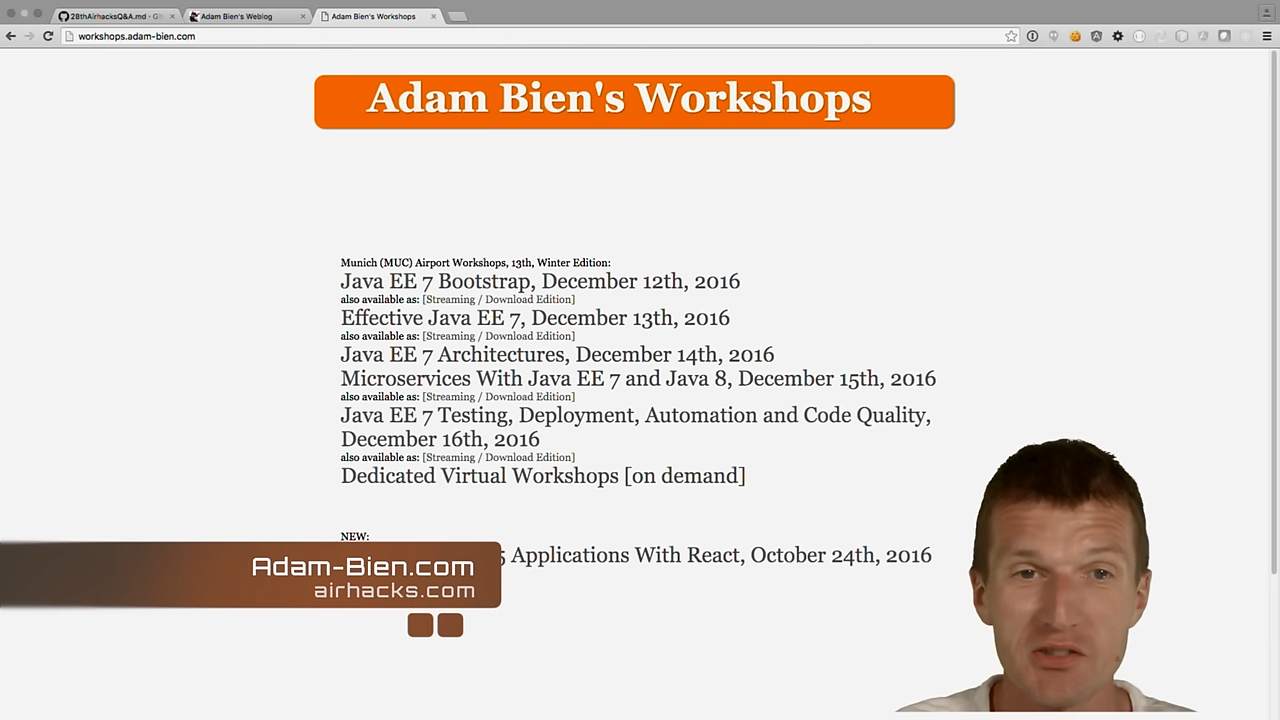 28thAirhacksQ&A.md · Git
Adam Bien's Weblog
Adam Bien's Workshops
workshops.adam-bien.com
Adam Bien's Workshops
Munich (MUC) Airport Workshops, 13th, Winter Edition:
Java EE 7 Bootstrap, December 12th, 2016
also available as: [Streaming / Download Edition]
Effective Java EE 7, December 13th, 2016
also available as: [Streaming / Download Edition]
Java EE 7 Architectures, December 14th, 2016
Microservices With Java EE 7 and Java 8, December 15th, 2016
also available as: [Streaming / Download Edition]
Java EE 7 Testing, Deployment, Automation and Code Quality,
December 16th, 2016
also available as: [Streaming / Download Edition]
Dedicated Virtual Workshops [on demand]
NEW:
5 Applications With React, October 24th, 2016
Adam-Bien.com
airhacks.com